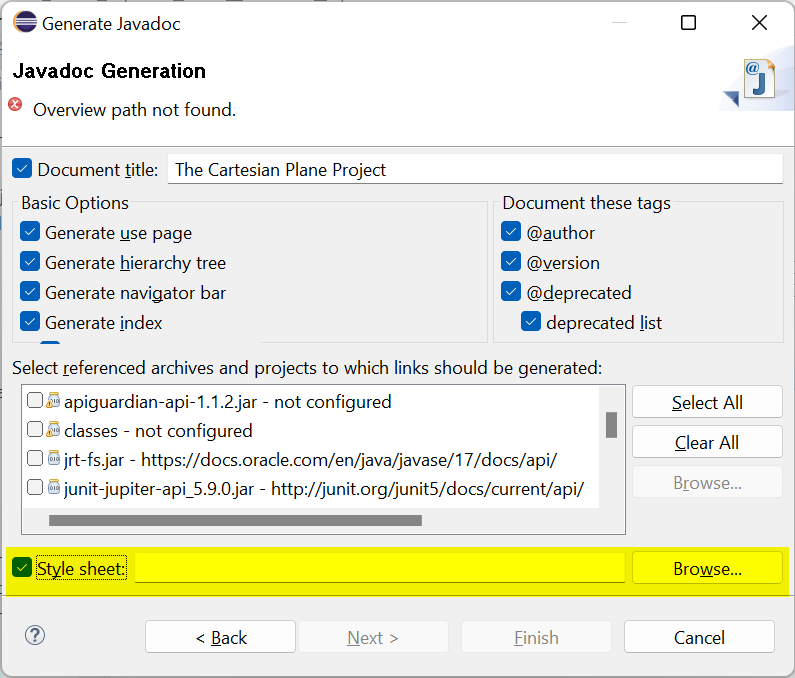 Generate Javadoc
Javadoc Generation
Overview path not found.
Document title: The Cartesian Plane Project
Basic Options
Generate use page
Generate hierarchy tree
Generate navigator bar
Generate index
Document these tags
@author
@version
@deprecated
deprecated list
Select referenced archives and projects to which links should be generated:
apiguardian-api-1.1.2.jar - not configured
classes - not configured
jrt-fs.jar - https://docs.oracle.com/en/java/javase/17/docs/api/
junit-jupiter-api_5.9.0.jar - http://junit.org/junit5/docs/current/api/
Select All
Clear All
Browse...
Style sheet:
Browse...
< Back
Next >
Finish
Cancel